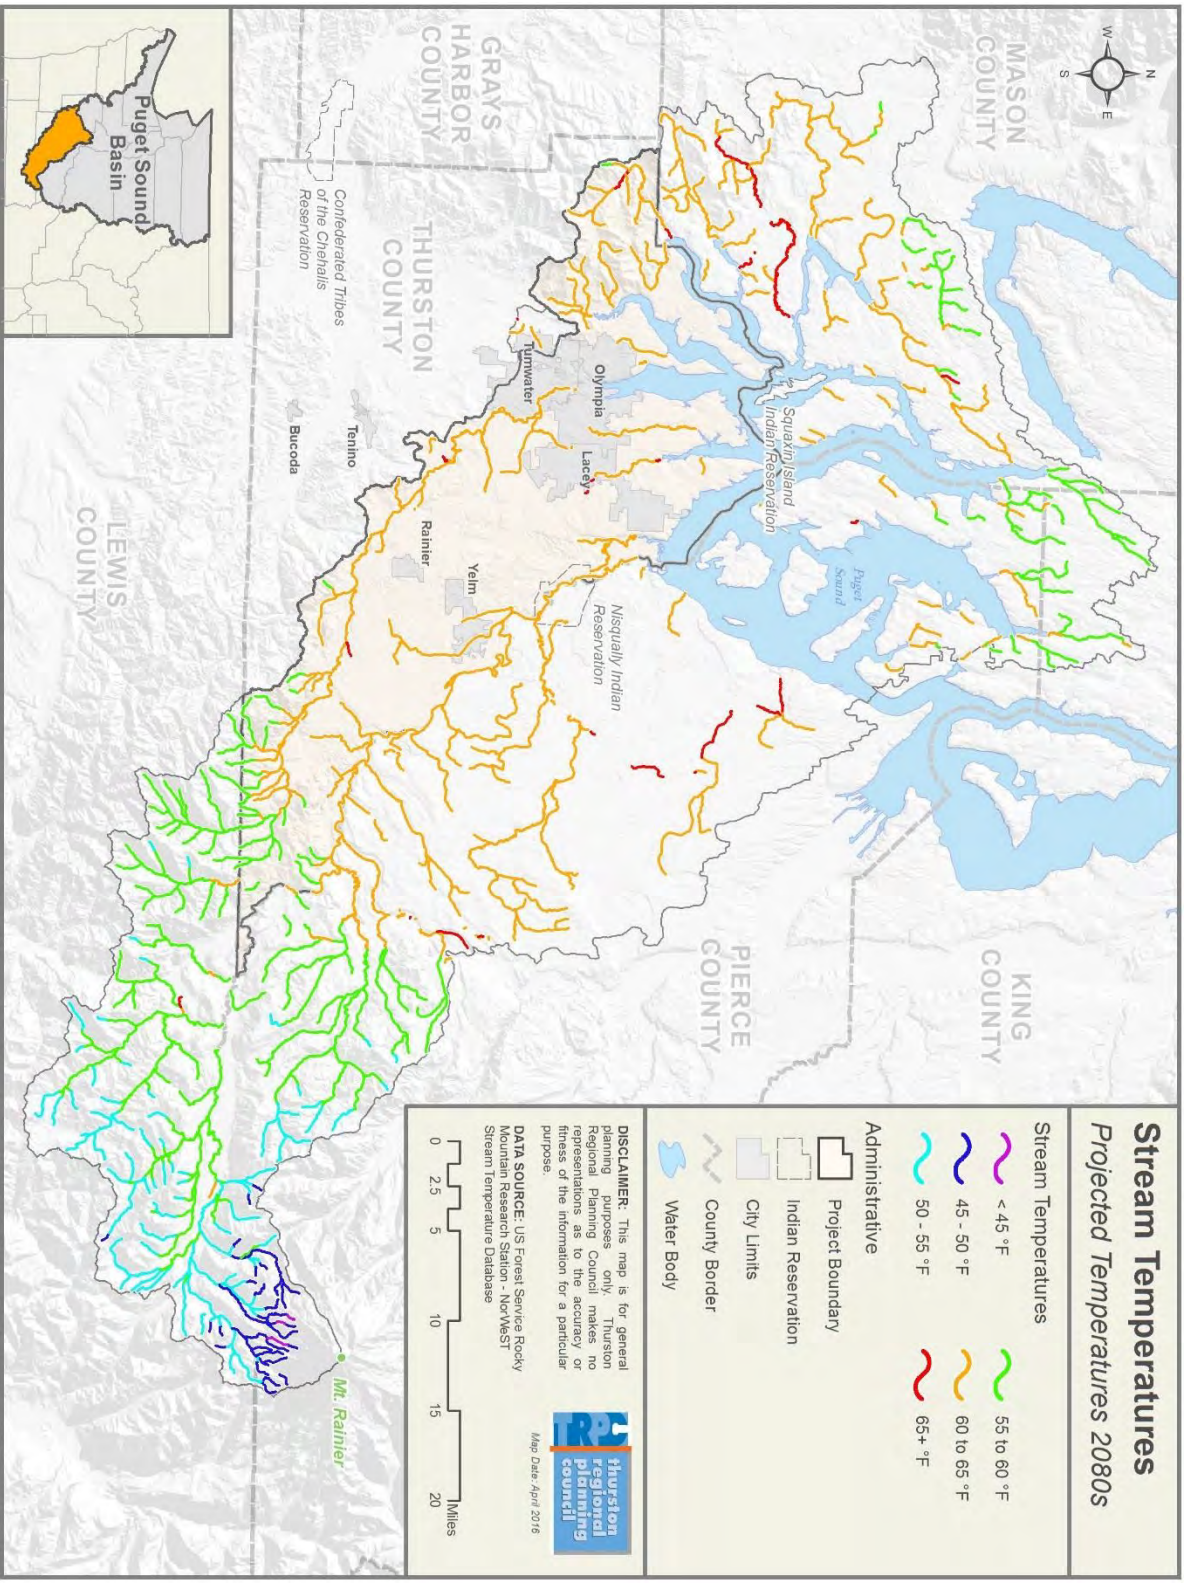 Stream Temperatures
Projected Temperatures 2080s
Stream Temperatures
< 45 °F
45 - 50 °F
50 - 55 °F
55 to 60 °F
60 to 65 °F
65+ °F
Administrative
Project Boundary
Indian Reservation
City Limits
County Border
Water Body
DISCLAIMER: This map is for general
planning purposes only. Thurston
Regional Planning Council makes no
representations as to the accuracy or
fitness of the information for a particular
purpose.
DATA SOURCE: US Forest Service Rocky
Mountain Research Station - NorWeST
Stream Temperature Database
TRPC
thurston
regional
planning
council
Map Date: April 2016
0 2.5 5 10 15 20
Miles
N
W
E
S
MASON
COUNTY
GRAYS
HARBOR
COUNTY
THURSTON
COUNTY
LEWIS
COUNTY
PIERCE
COUNTY
KING
COUNTY
Squaxin Island
Indian Reservation
Puget
Sound
Nisqually Indian
Reservation
Confederated Tribes
of the Chehalis
Reservation
Olympia
Tumwater
Lacey
Tenino
Bucoda
Rainier
Yelm
Mt. Rainier
Puget Sound
Basin